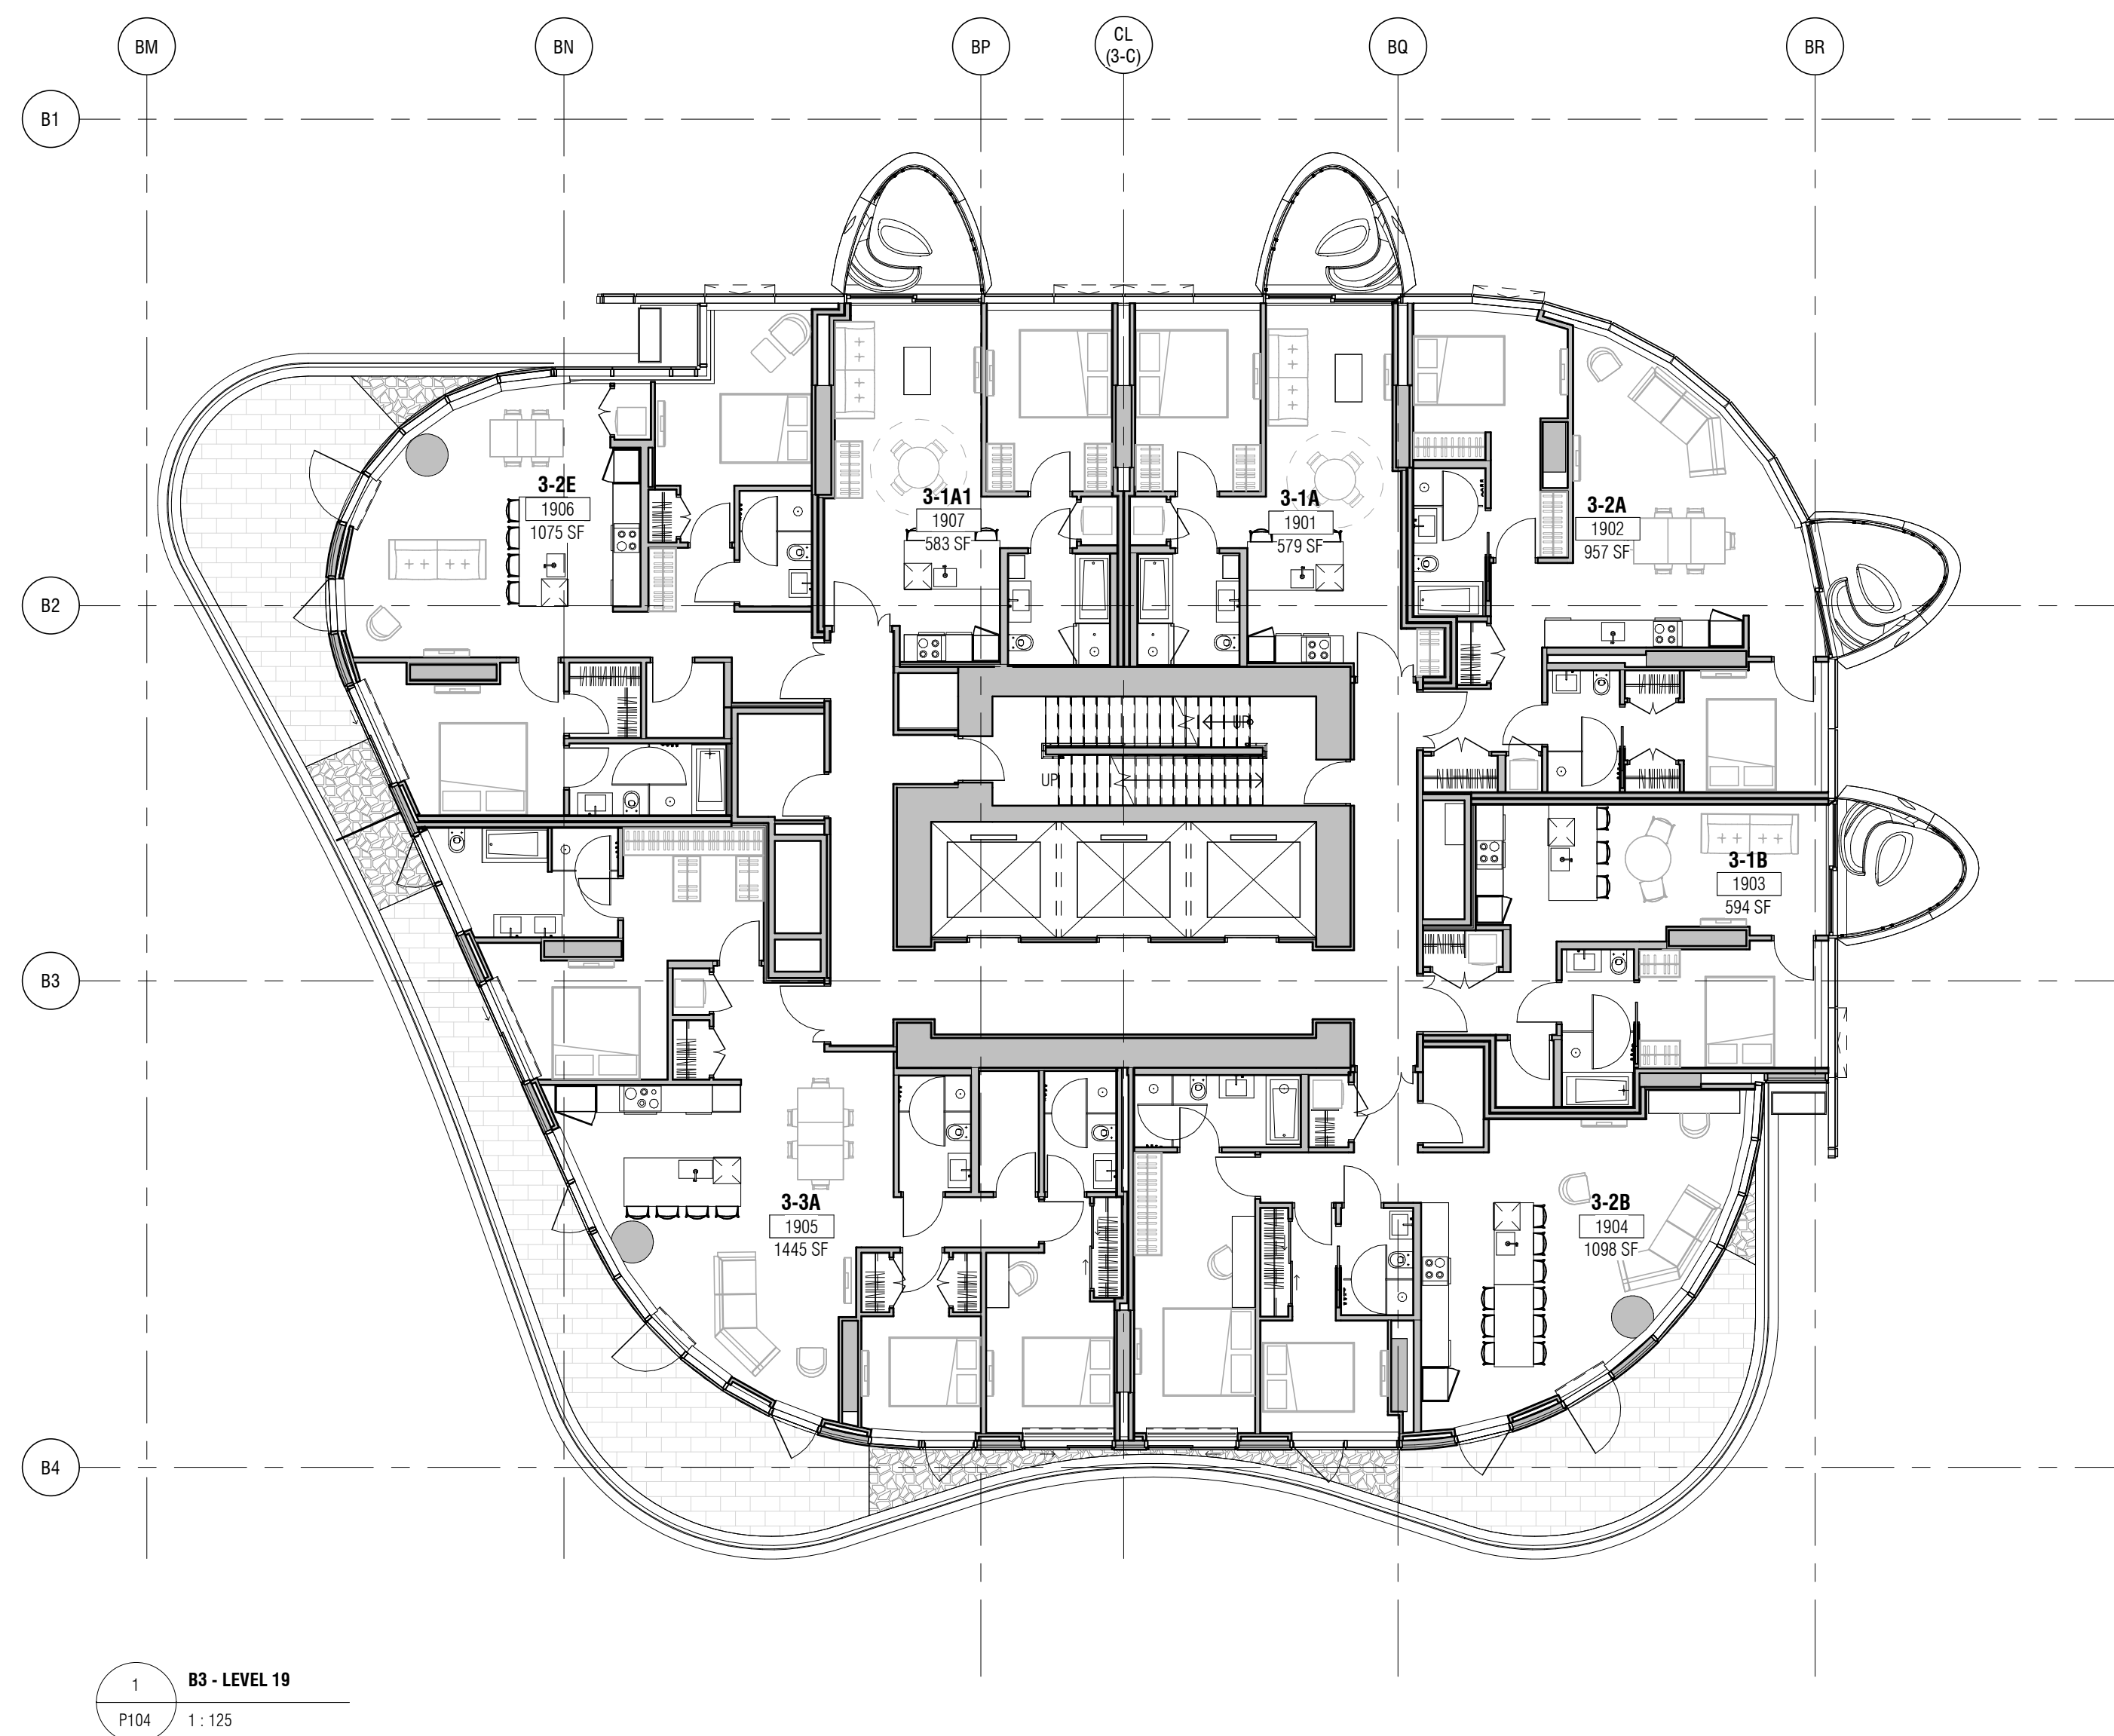 BM
BN
BP
CL
(3-C)
BQ
BR
B1
3-2E
1906
1075 SF
3-1A1
1907
583 SF
3-1A
1901
579 SF
3-2A
1902
957 SF
B2
UP
UP
3-1B
1903
594 SF
B3
3-3A
1905
1445 SF
3-2B
1904
1098 SF
B4
1
B3 - LEVEL 19
P104
1 : 125